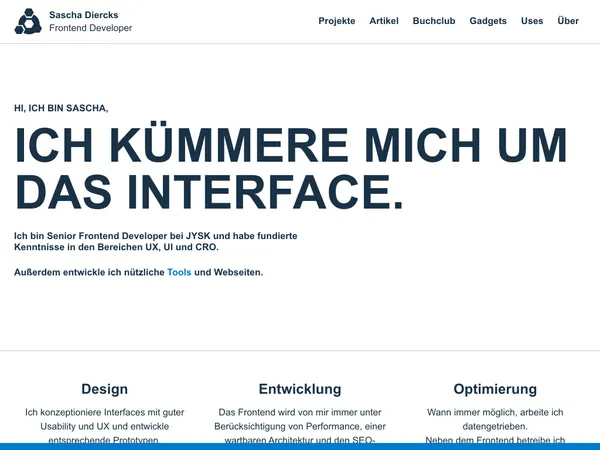 Sascha Diercks
Frontend Developer
Projekte Artikel Buchclub Gadgets Uses Über
HI, ICH BIN SASCHA,
ICH KÜMMERE MICH UM
DAS INTERFACE.
Ich bin Senior Frontend Developer bei JYSK und habe fundierte
Kenntnisse in den Bereichen UX, UI und CRO.
Außerdem entwickle ich nützliche Tools und Webseiten.
Design
Ich konzeptioniere Interfaces mit guter
Usability und UX und entwickle
entsprechende Prototypen.
Entwicklung
Das Frontend wird von mir immer unter
Berücksichtigung von Performance, einer
wartbaren Architektur und den SEO-
Optimierung
Wann immer möglich, arbeite ich
datengetrieben.
Neben dem Frontend betreibe ich